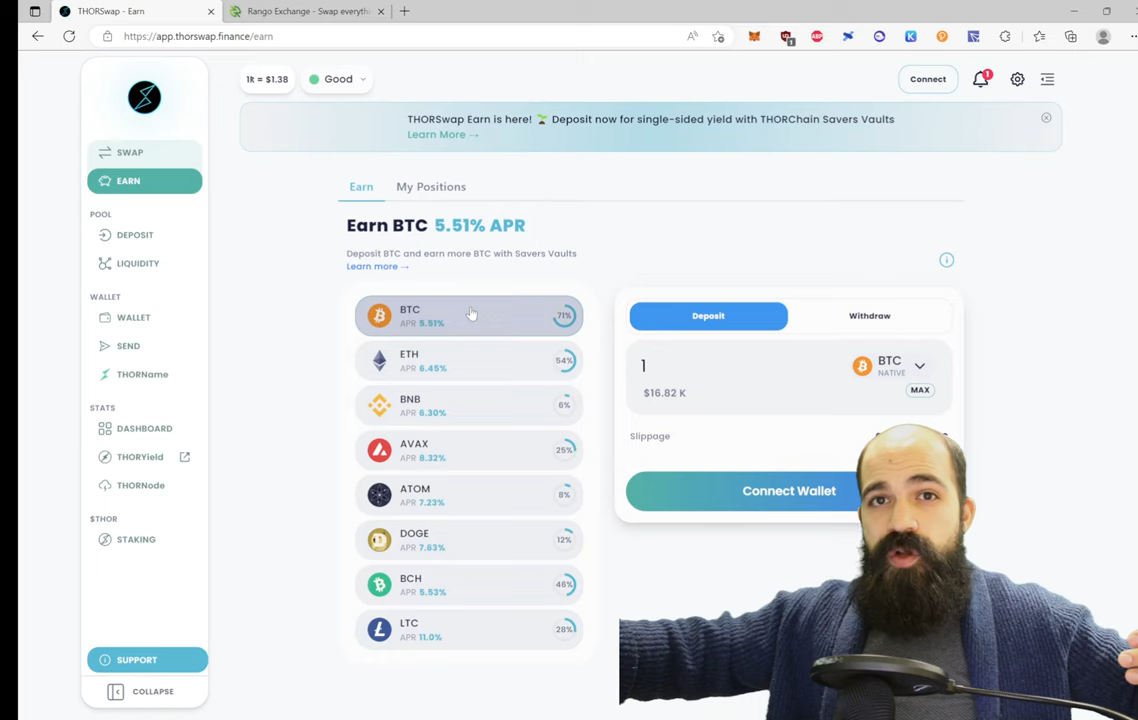 THORSwap - Earn
Rango Exchange - Swap everythi
https://app.thorswap.finance/earn
1ᚱ = $1.38
Good
Connect
1
THORSwap Earn is here! 🌱 Deposit now for single-sided yield with THORChain Savers Vaults
Learn More →
SWAP
EARN
POOL
DEPOSIT
LIQUIDITY
WALLET
WALLET
SEND
THORName
STATS
DASHBOARD
THORYield
THORNode
$THOR
STAKING
SUPPORT
COLLAPSE
Earn
My Positions
Earn BTC 5.51% APR
Deposit BTC and earn more BTC with Savers Vaults
Learn more →
BTC
APR 5.51%
71%
ETH
APR 6.45%
54%
BNB
APR 6.30%
6%
AVAX
APR 8.32%
25%
ATOM
APR 7.23%
8%
DOGE
APR 7.63%
12%
BCH
APR 5.53%
46%
LTC
APR 11.0%
28%
Deposit
Withdraw
1
$16.82 K
BTC
NATIVE
MAX
Slippage
Connect Wallet